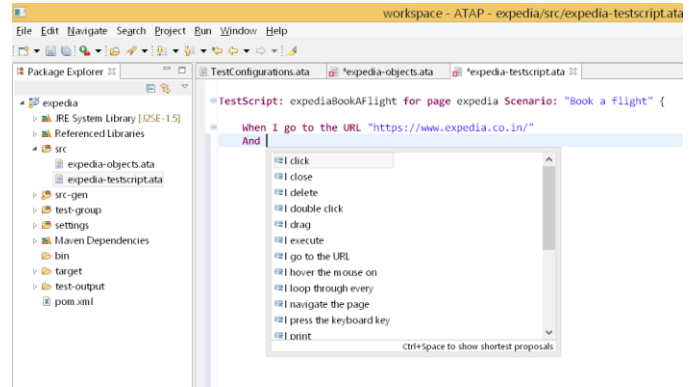 workspace - ATAP - expedia/src/expedia-testscript.ata
File Edit Navigate Search Project Run Window Help
Package Explorer
TestConfigurations.ata
*expedia-objects.ata
*expedia-testscript.ata
expedia
JRE System Library [J2SE-1.5]
Referenced Libraries
src
expedia-objects.ata
expedia-testscript.ata
src-gen
test-group
settings
Maven Dependencies
bin
target
test-output
pom.xml
TestScript: expediaBookAFlight for page expedia Scenario: "Book a flight" {
When I go to the URL "https://www.expedia.co.in/"
And
I click
I close
I delete
I double click
I drag
I execute
I go to the URL
I hover the mouse on
I loop through every
I navigate the page
I press the keyboard key
I print
Ctrl+Space to show shortest proposals